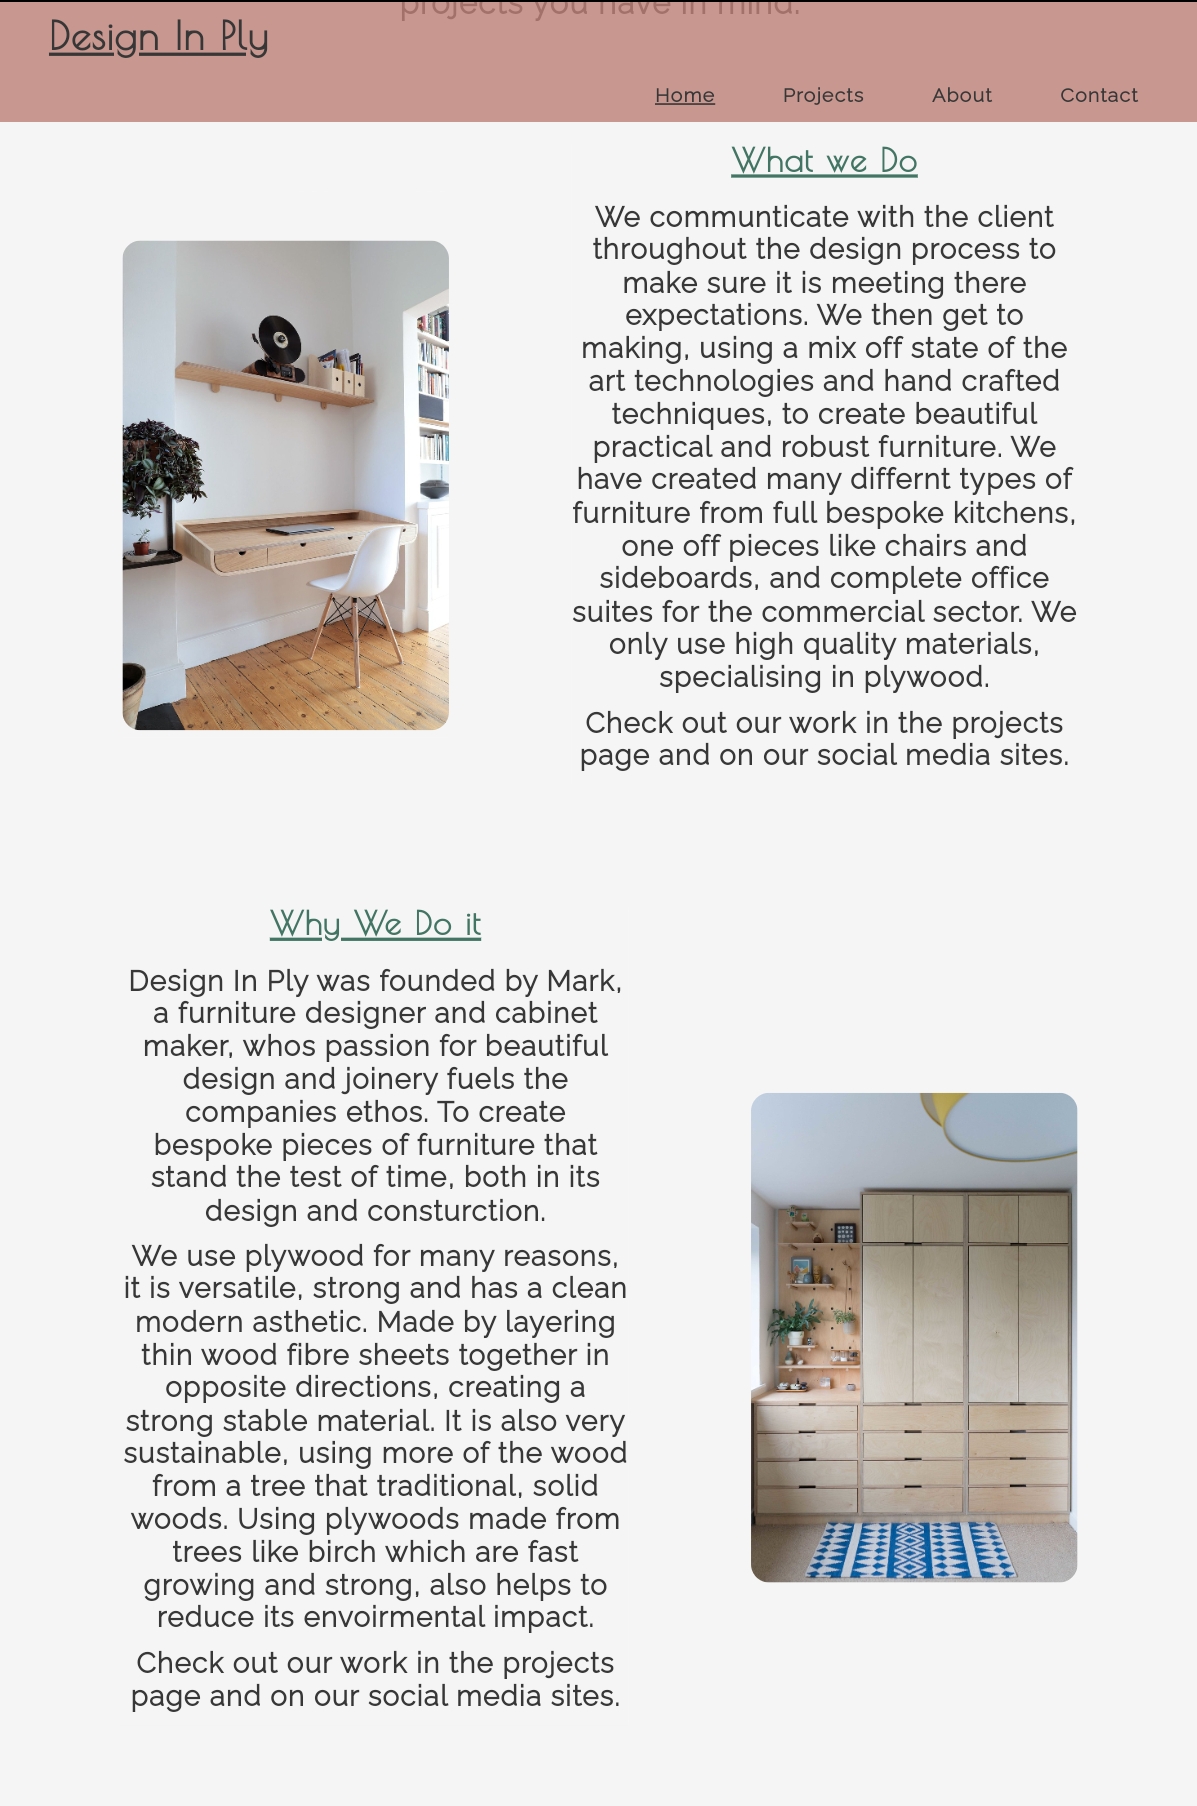 projects you have in mind.
Design In Ply
Home Projects About Contact
What we Do
We communticate with the client
throughout the design process to
make sure it is meeting there
expectations. We then get to
making, using a mix off state of the
art technologies and hand crafted
techniques, to create beautiful
practical and robust furniture. We
have created many differnt types of
furniture from full bespoke kitchens,
one off pieces like chairs and
sideboards, and complete office
suites for the commercial sector. We
only use high quality materials,
specialising in plywood.
Check out our work in the projects
page and on our social media sites.
Why We Do it
Design In Ply was founded by Mark,
a furniture designer and cabinet
maker, whos passion for beautiful
design and joinery fuels the
companies ethos. To create
bespoke pieces of furniture that
stand the test of time, both in its
design and consturction.
We use plywood for many reasons,
it is versatile, strong and has a clean
modern asthetic. Made by layering
thin wood fibre sheets together in
opposite directions, creating a
strong stable material. It is also very
sustainable, using more of the wood
from a tree that traditional, solid
woods. Using plywoods made from
trees like birch which are fast
growing and strong, also helps to
reduce its envoirmental impact.
Check out our work in the projects
page and on our social media sites.